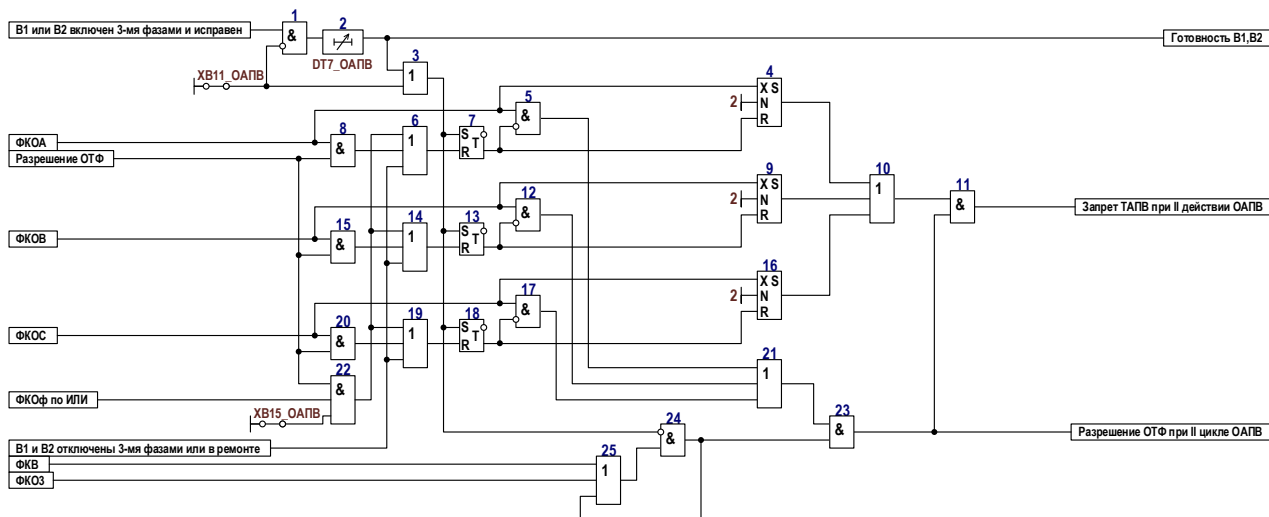 1
В1 или В2 включен 3-мя фазами и исправен
&
2
DT7_ОАПВ
Готовность В1,В2
XB11_ОАПВ
3
1
4
X S
N
R
2
5
&
ФКОА
Разрешение ОТФ
8
&
6
1
7
S
T
R
9
X S
N
R
2
10
1
11
&
Запрет ТАПВ при II действии ОАПВ
12
&
ФКОВ
15
&
14
1
13
S
T
R
16
X S
N
R
2
17
&
ФКОС
20
&
19
1
18
S
T
R
22
&
ФКОф по ИЛИ
XB15_ОАПВ
21
1
23
&
Разрешение ОТФ при II цикле ОАПВ
24
&
В1 и В2 отключены 3-мя фазами или в ремонте
ФКВ
ФКОЗ
25
1